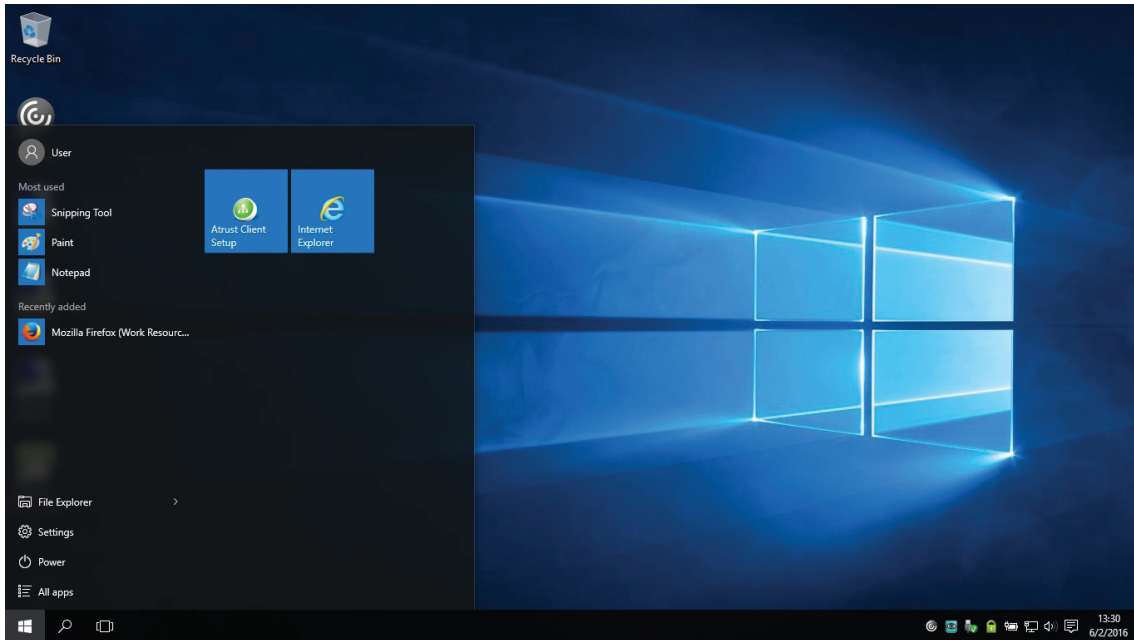 Recycle Bin
User
Most used
Snipping Tool
Paint
Notepad
Recently added
Mozilla Firefox (Work Resourc...
Atrust Client
Setup
Internet
Explorer
File Explorer
Settings
Power
All apps
13:30
6/2/2016